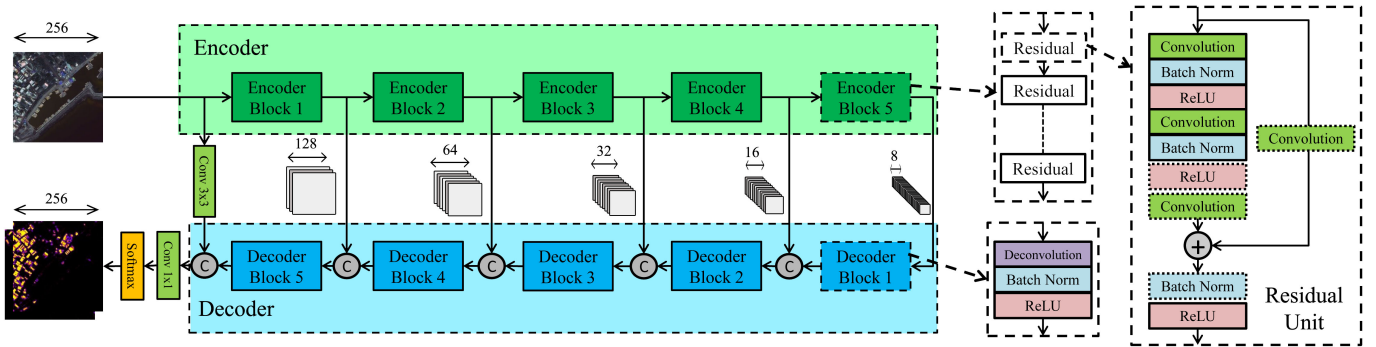 256
Encoder
Encoder
Block 1
Encoder
Block 2
Encoder
Block 3
Encoder
Block 4
Encoder
Block 5
Conv 3x3
128
64
32
16
8
256
Softmax
Conv 1x1
C
Decoder
Block 5
C
Decoder
Block 4
C
Decoder
Block 3
C
Decoder
Block 2
C
Decoder
Block 1
Decoder
Residual
Residual
Residual
Deconvolution
Batch Norm
ReLU
Convolution
Batch Norm
ReLU
Convolution
Batch Norm
ReLU
Convolution
Convolution
+
Batch Norm
ReLU
Residual
Unit